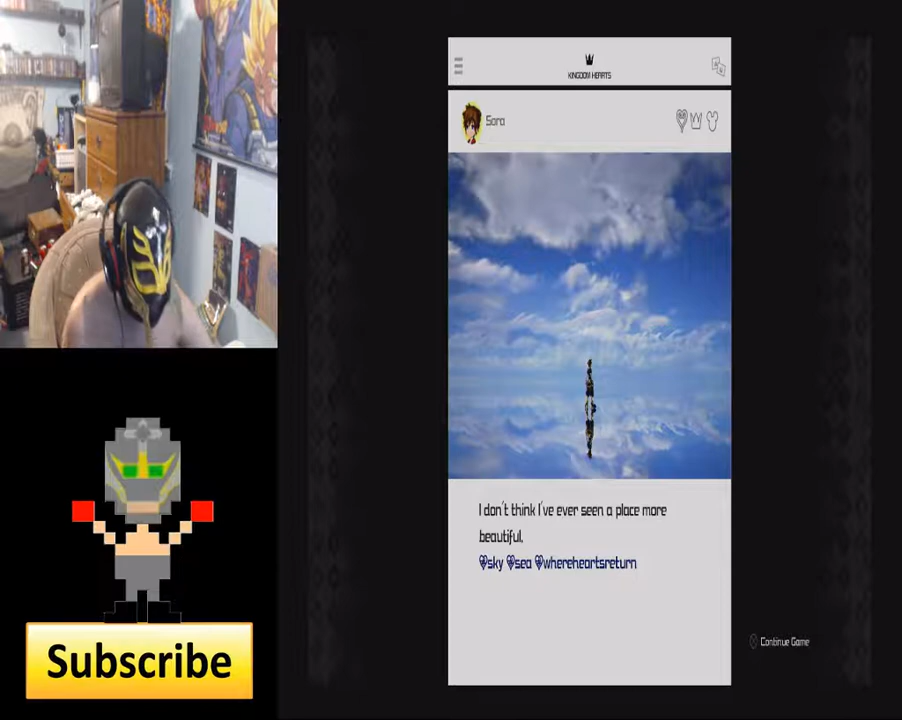 KINGDOM HEARTS
Sora
I don't think I've ever seen a place more
beautiful.
sky sea whereheartsreturn
Continue Game
Subscribe